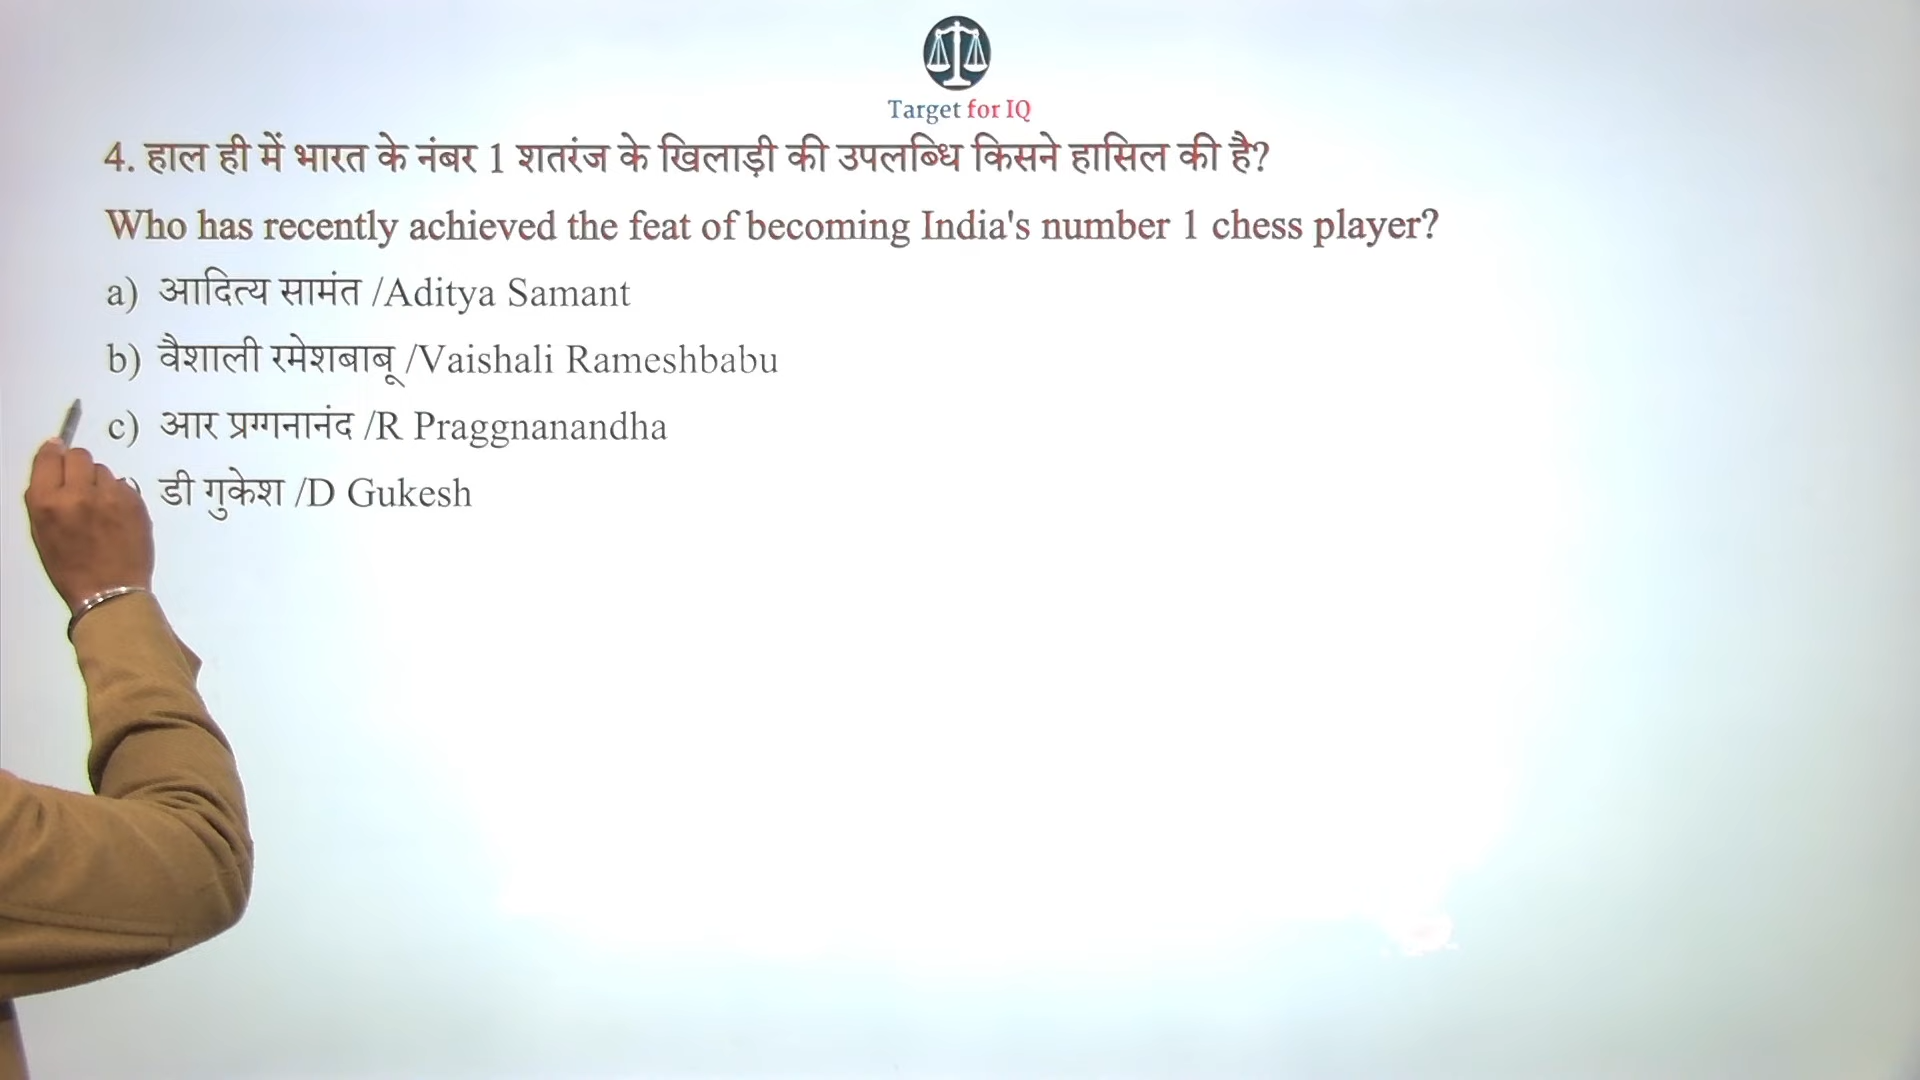 Target for IQ
4. हाल ही में भारत के नंबर 1 शतरंज के खिलाड़ी की उपलब्धि किसने हासिल की है?
Who has recently achieved the feat of becoming India's number 1 chess player?
a) आदित्य सामंत /Aditya Samant
b) वैशाली रमेशबाबू /Vaishali Rameshbabu
c) आर प्रग्गनानंद /R Praggnanandha
) डी गुकेश /D Gukesh